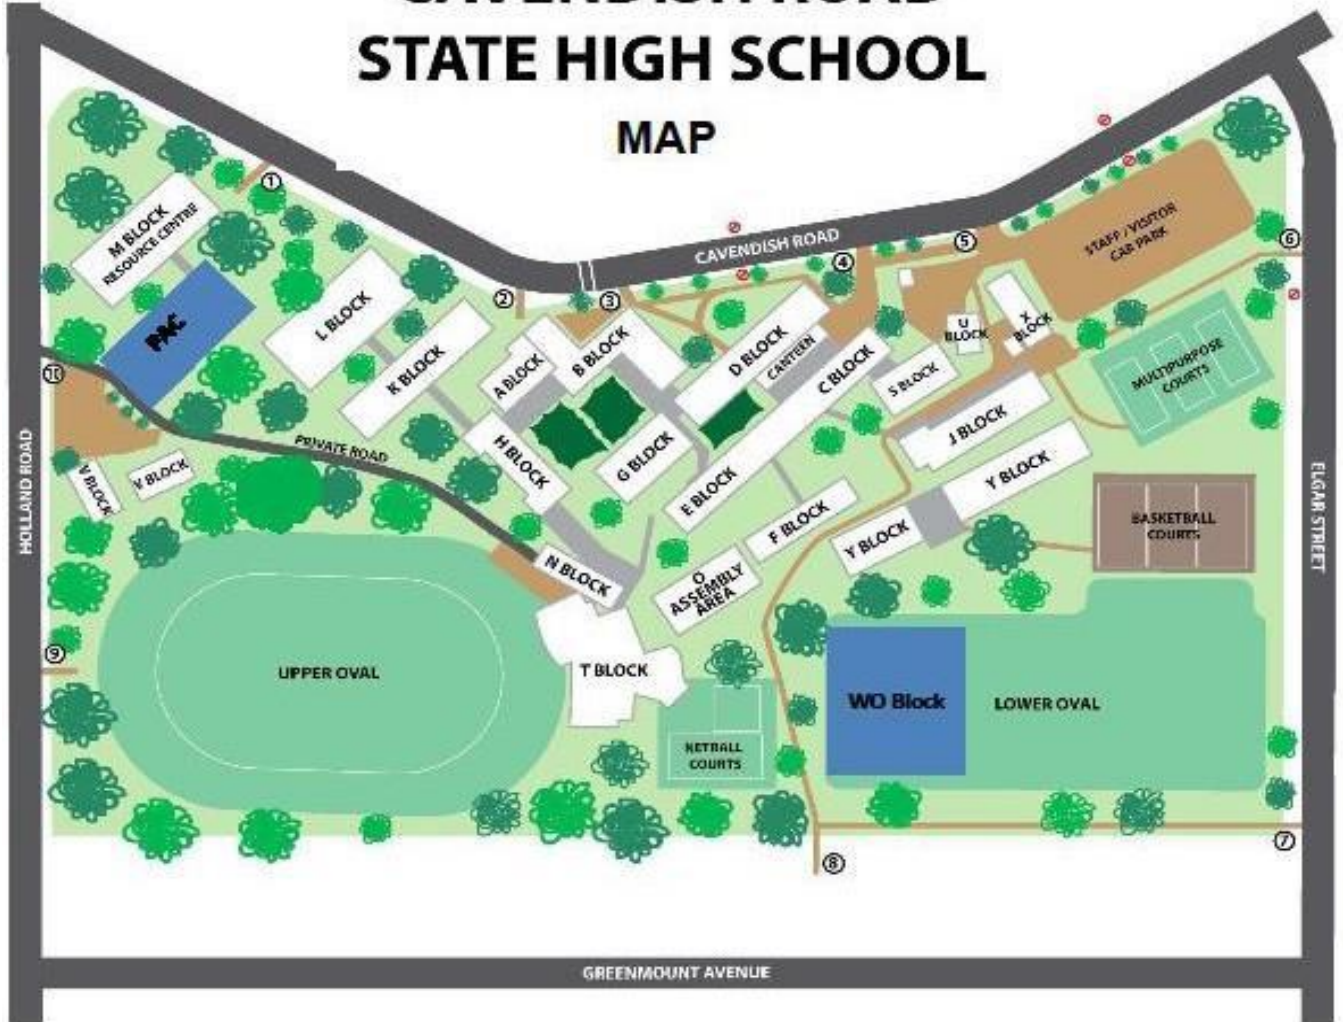 CAVENDISH ROAD
STATE HIGH SCHOOL
MAP
1
M BLOCK
RESOURCE CENTRE
PAC
L BLOCK
K BLOCK
2
3
CAVENDISH ROAD
4
5
STAFF / VISITOR
CAR PARK
6
A BLOCK
B BLOCK
D BLOCK
CANTEEN
C BLOCK
S BLOCK
U
BLOCK
X
BLOCK
MULTIPURPOSE
COURTS
10
PRIVATE ROAD
HOLLAND ROAD
V BLOCK
V BLOCK
H BLOCK
G BLOCK
E BLOCK
F BLOCK
J BLOCK
Y BLOCK
Y BLOCK
BASKETBALL
COURTS
ELGAR STREET
N BLOCK
O
ASSEMBLY
AREA
9
UPPER OVAL
T BLOCK
WO Block
LOWER OVAL
NETBALL
COURTS
7
8
GREENMOUNT AVENUE